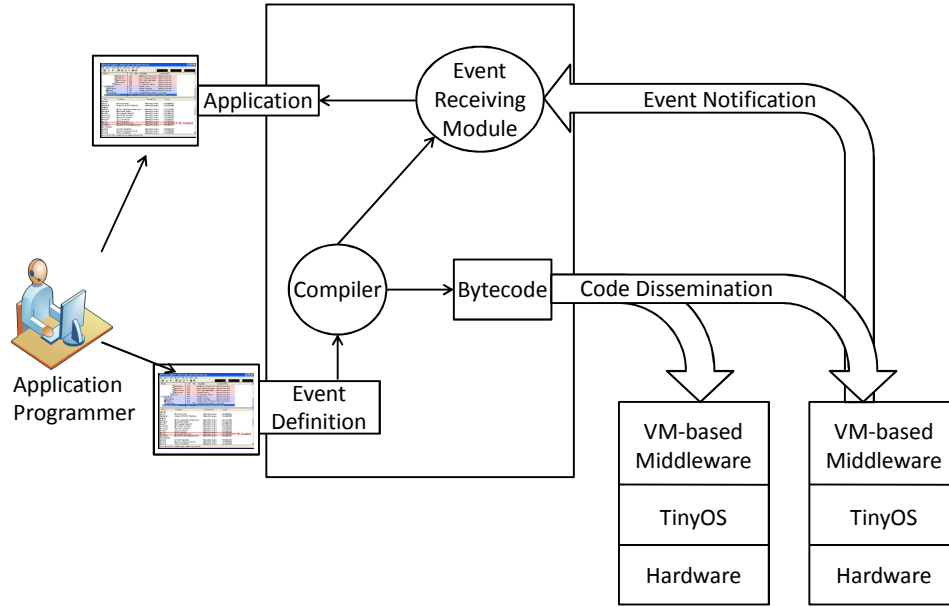 Application
Event
Receiving
Module
Event Notification
Compiler
Bytecode
Code Dissemination
Application
Programmer
Event
Definition
VM-based
Middleware
TinyOS
Hardware
VM-based
Middleware
TinyOS
Hardware